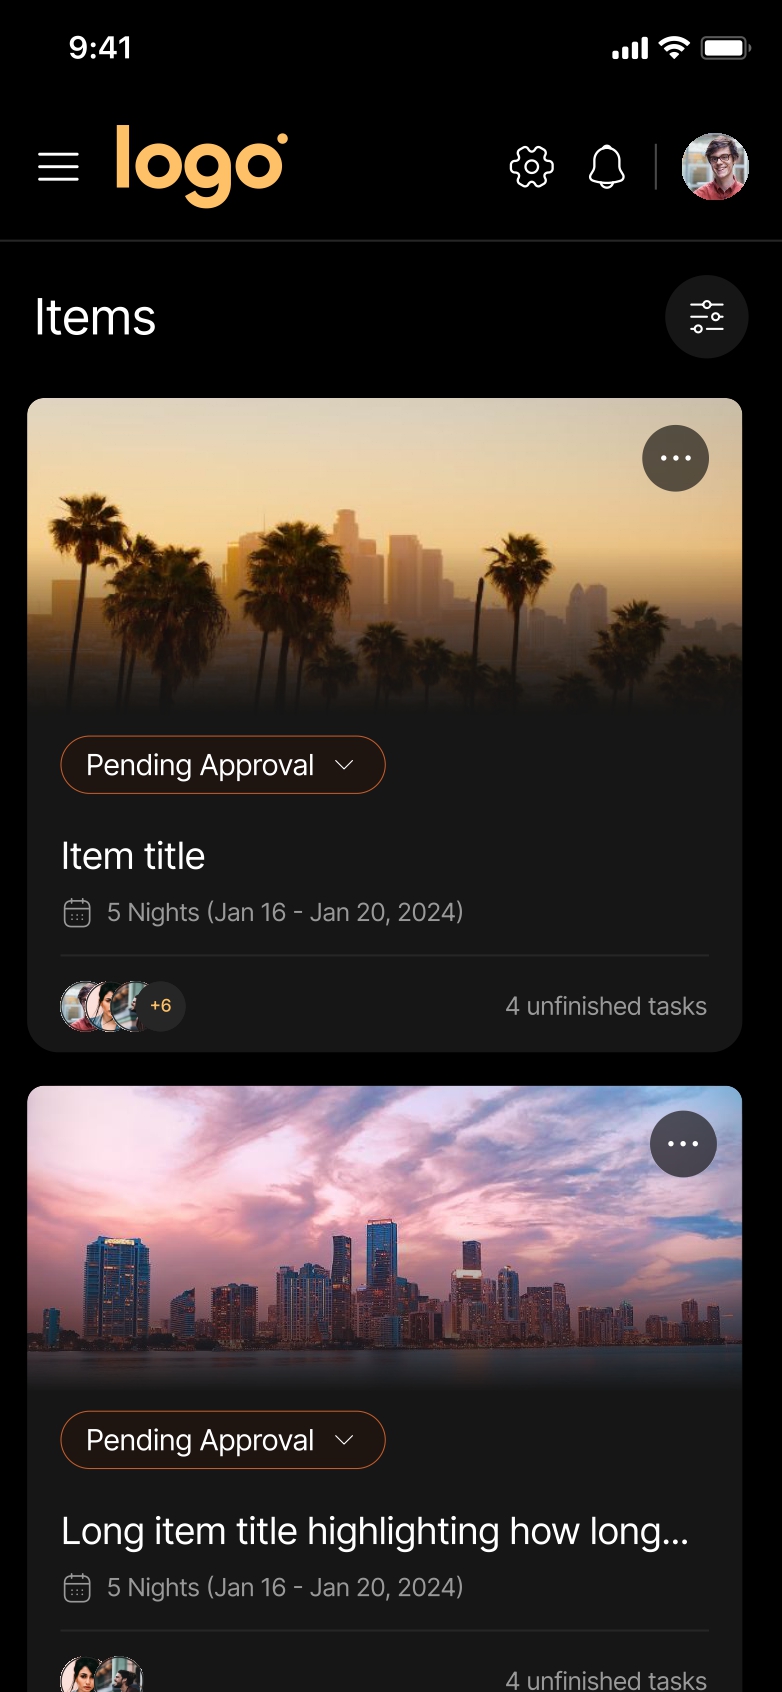 9:41
logo
Items
Pending Approval
Item title
5 Nights (Jan 16 - Jan 20, 2024)
+6
4 unfinished tasks
Pending Approval
Long item title highlighting how long...
5 Nights (Jan 16 - Jan 20, 2024)
4 unfinished tasks